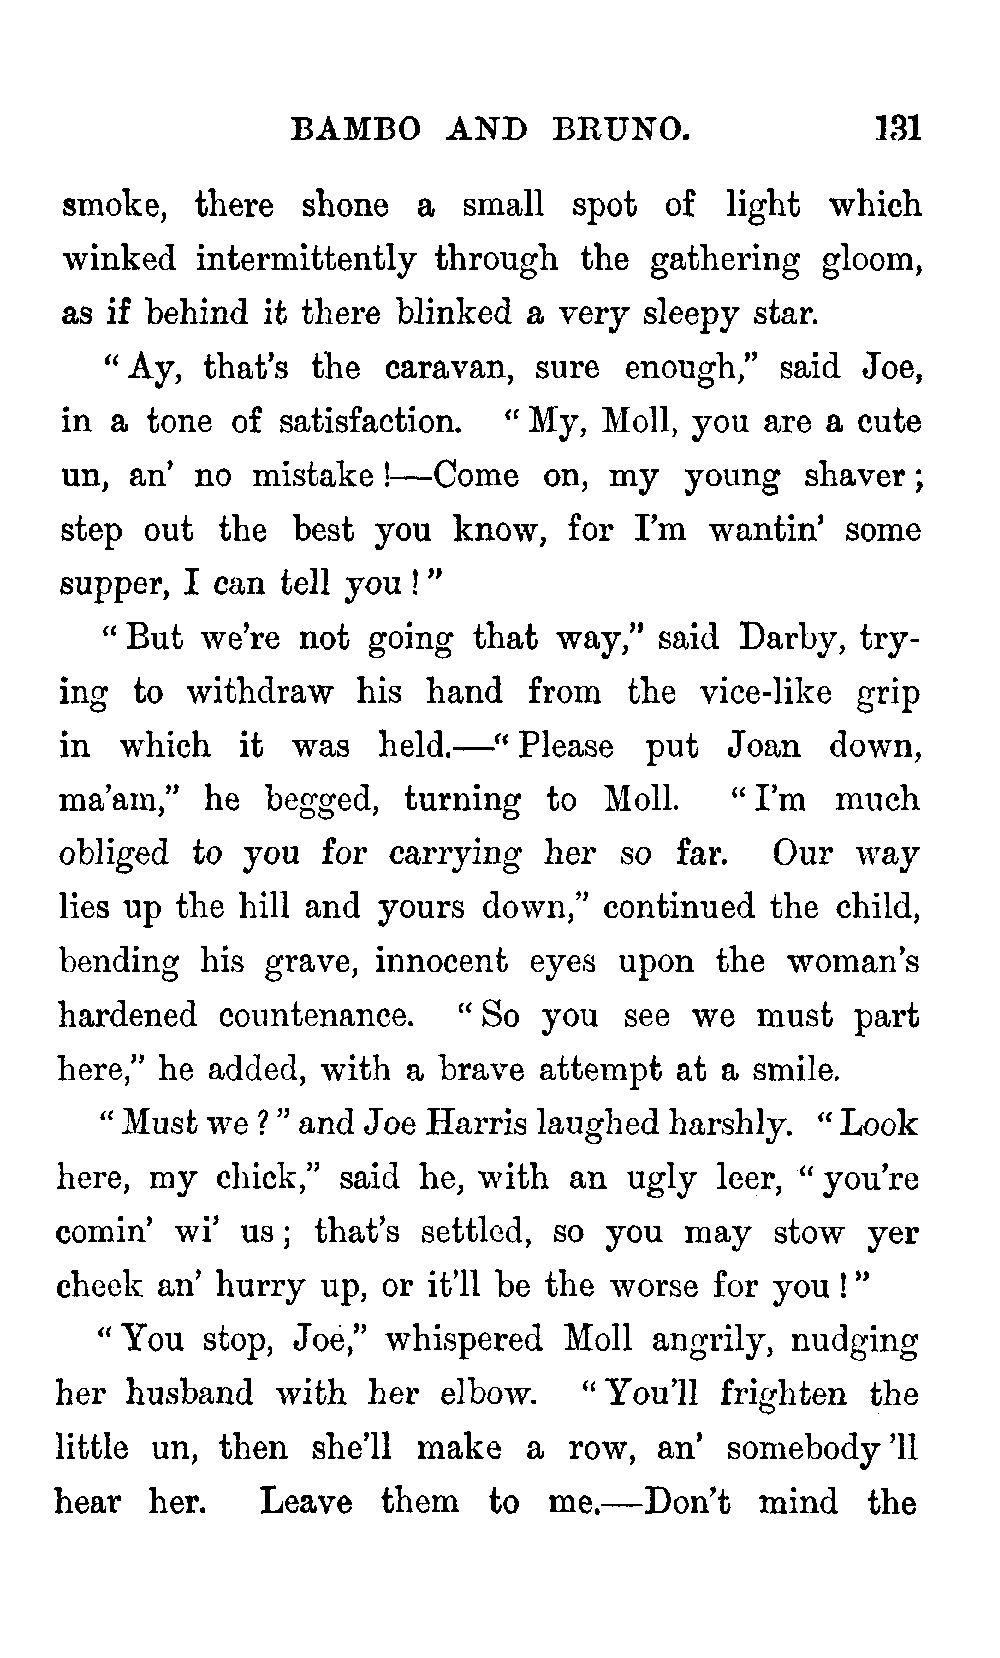 BAMBO AND BRUNO. 131
smoke, there shone a small spot of light which
winked intermittently through the gathering gloom,
as if behind it there blinked a very sleepy star.
"Ay, that's the caravan, sure enough," said Joe,
in a tone of satisfaction. "My, Moll, you are a cute
un, an' no mistake!—Come on, my young shaver;
step out the best you know, for I'm wantin' some
supper, I can tell you!"
"But we're not going that way," said Darby, try-
ing to withdraw his hand from the vice-like grip
in which it was held.—"Please put Joan down,
ma'am," he begged, turning to Moll. "I'm much
obliged to you for carrying her so far. Our way
lies up the hill and yours down," continued the child,
bending his grave, innocent eyes upon the woman's
hardened countenance. "So you see we must part
here," he added, with a brave attempt at a smile.
"Must we?" and Joe Harris laughed harshly. "Look
here, my chick," said he, with an ugly leer, "you're
comin' wi' us; that's settled, so you may stow yer
cheek an' hurry up, or it'll be the worse for you!"
"You stop, Joe," whispered Moll angrily, nudging
her husband with her elbow. "You'll frighten the
little un, then she'll make a row, an' somebody 'll
hear her. Leave them to me.—Don't mind the